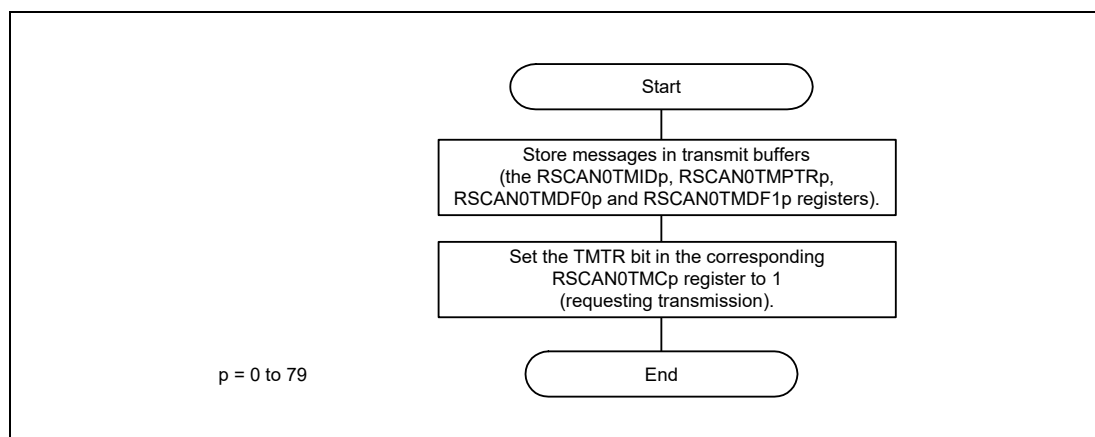 Start
Store messages in transmit buffers
(the RSCAN0TMIDp, RSCAN0TMPTRp,
RSCAN0TMDF0p and RSCAN0TMDF1p registers).
Set the TMTR bit in the corresponding
RSCAN0TMCp register to 1
(requesting transmission).
p = 0 to 79
End